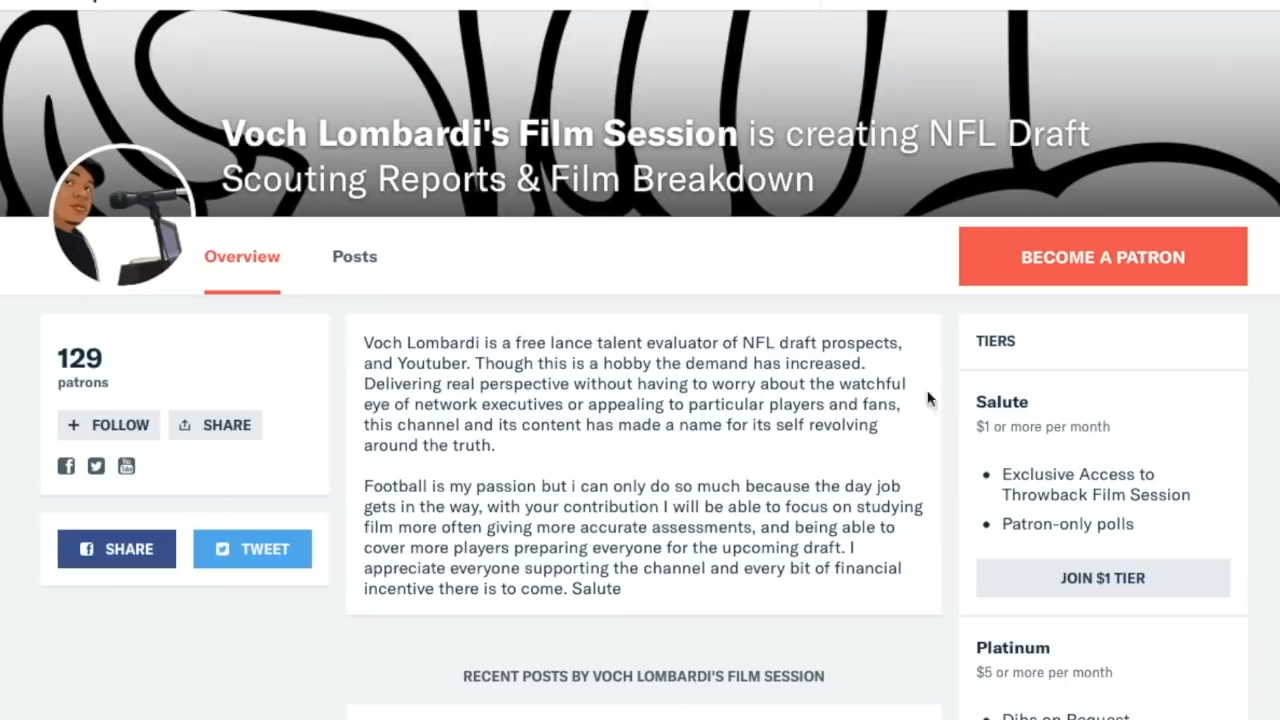 Voch Lombardi's Film Session is creating NFL Draft
Scouting Reports & Film Breakdown
Overview
Posts
BECOME A PATRON
129
patrons
+ FOLLOW
SHARE
SHARE
TWEET
Voch Lombardi is a free lance talent evaluator of NFL draft prospects,
and Youtuber. Though this is a hobby the demand has increased.
Delivering real perspective without having to worry about the watchful
eye of network executives or appealing to particular players and fans,
this channel and its content has made a name for its self revolving
around the truth.
Football is my passion but i can only do so much because the day job
gets in the way, with your contribution I will be able to focus on studying
film more often giving more accurate assessments, and being able to
cover more players preparing everyone for the upcoming draft. I
appreciate everyone supporting the channel and every bit of financial
incentive there is to come. Salute
RECENT POSTS BY VOCH LOMBARDI'S FILM SESSION
TIERS
Salute
$1 or more per month
• Exclusive Access to
Throwback Film Session
• Patron-only polls
JOIN $1 TIER
Platinum
$5 or more per month
• Dibs on Request